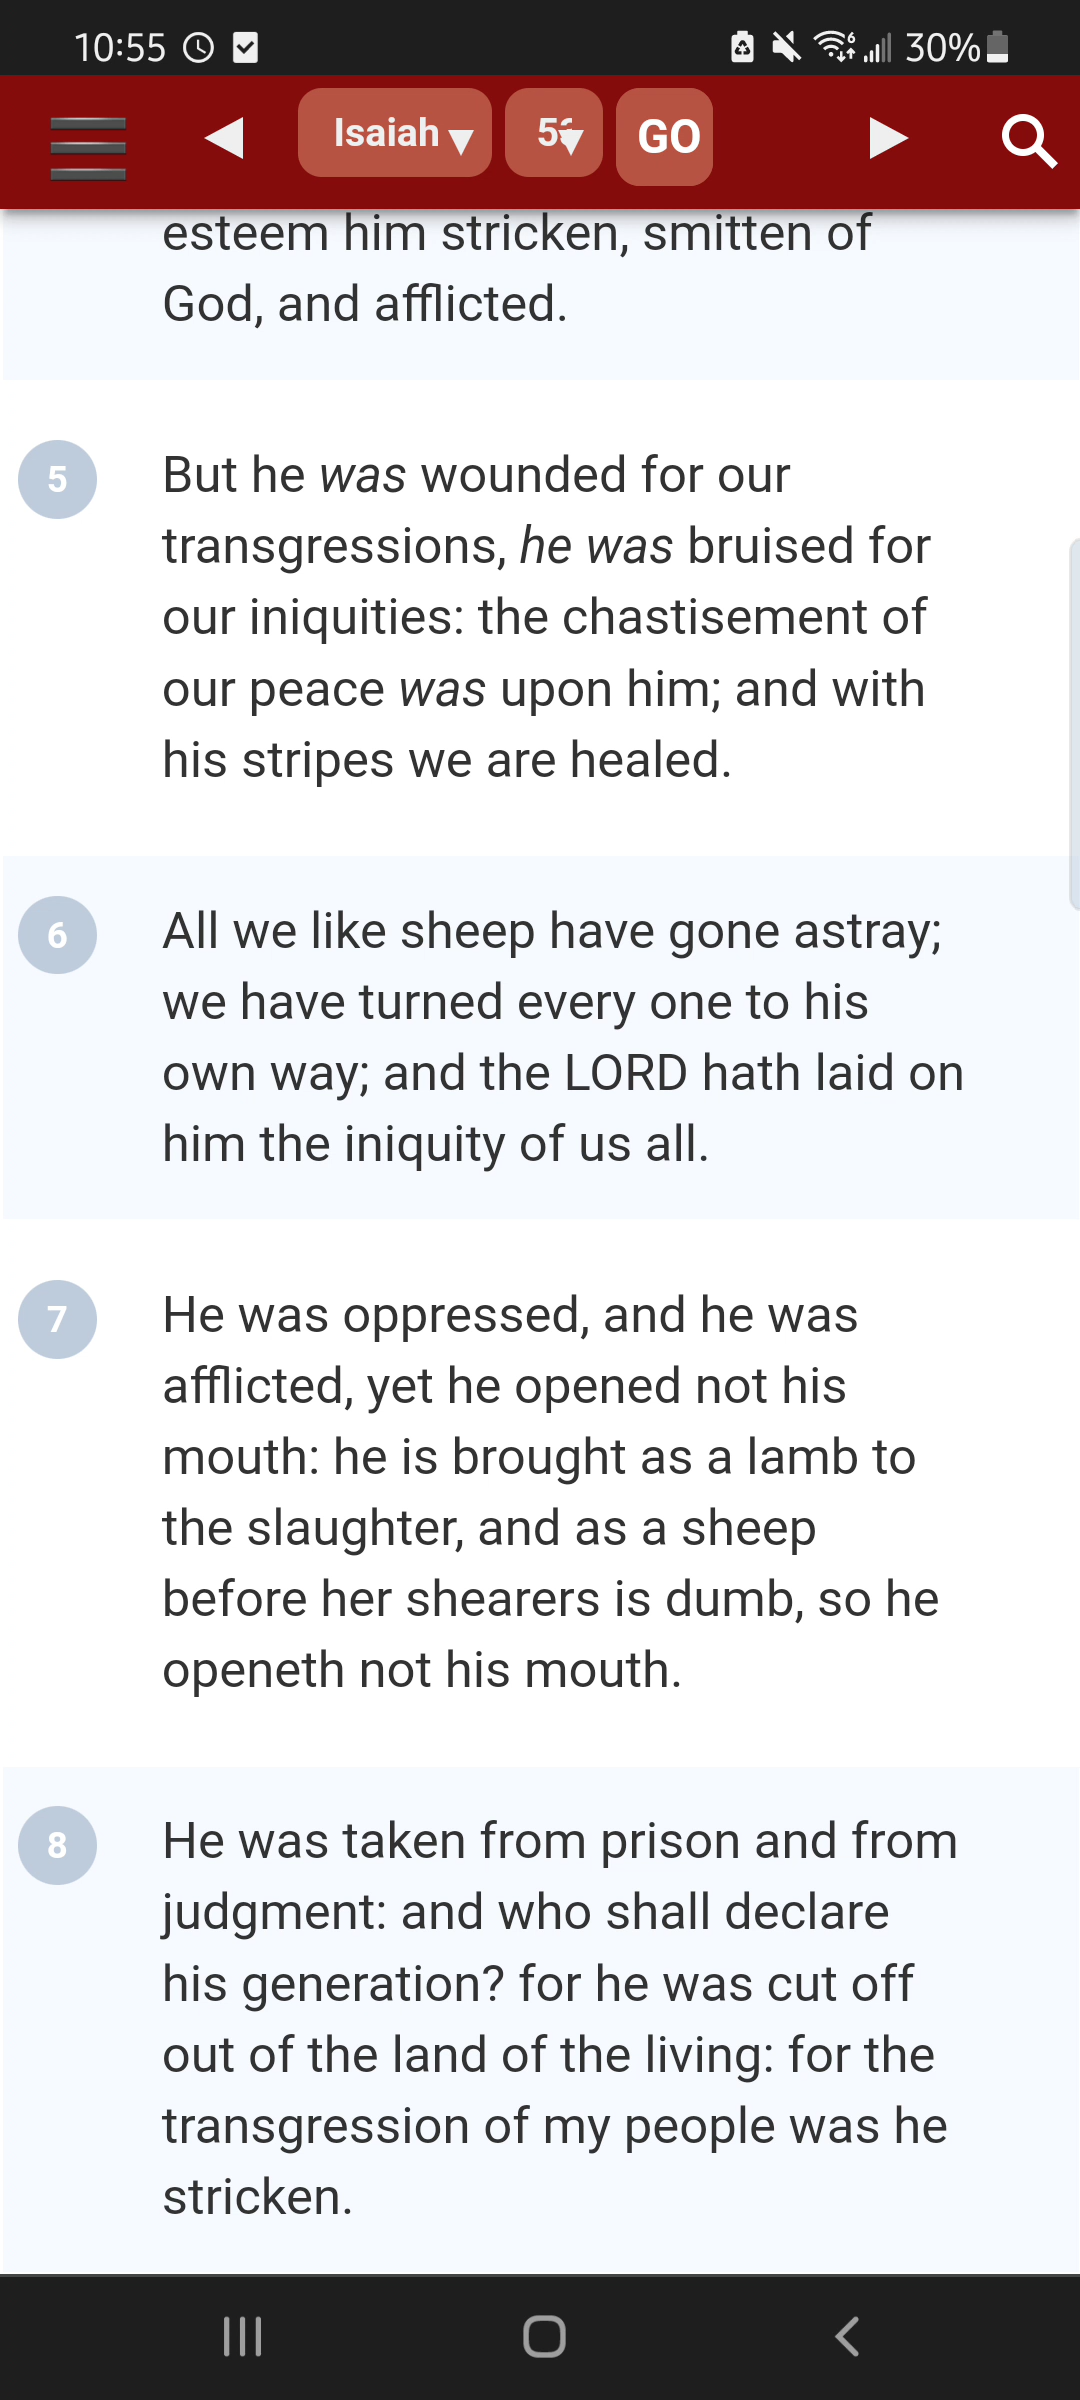 10:55
6 30%
Isaiah
GO
esteem him stricken, smitten of
God, and afflicted.
5
But he was wounded for our
transgressions, he was bruised for
our iniquities: the chastisement of
our peace was upon him; and with
his stripes we are healed.
6
All we like sheep have gone astray;
we have turned every one to his
own way; and the LORD hath laid on
him the iniquity of us all.
7
He was oppressed, and he was
afflicted, yet he opened not his
mouth: he is brought as a lamb to
the slaughter, and as a sheep
before her shearers is dumb, so he
openeth not his mouth.
8
He was taken from prison and from
judgment: and who shall declare
his generation? for he was cut off
out of the land of the living: for the
transgression of my people was he
stricken.